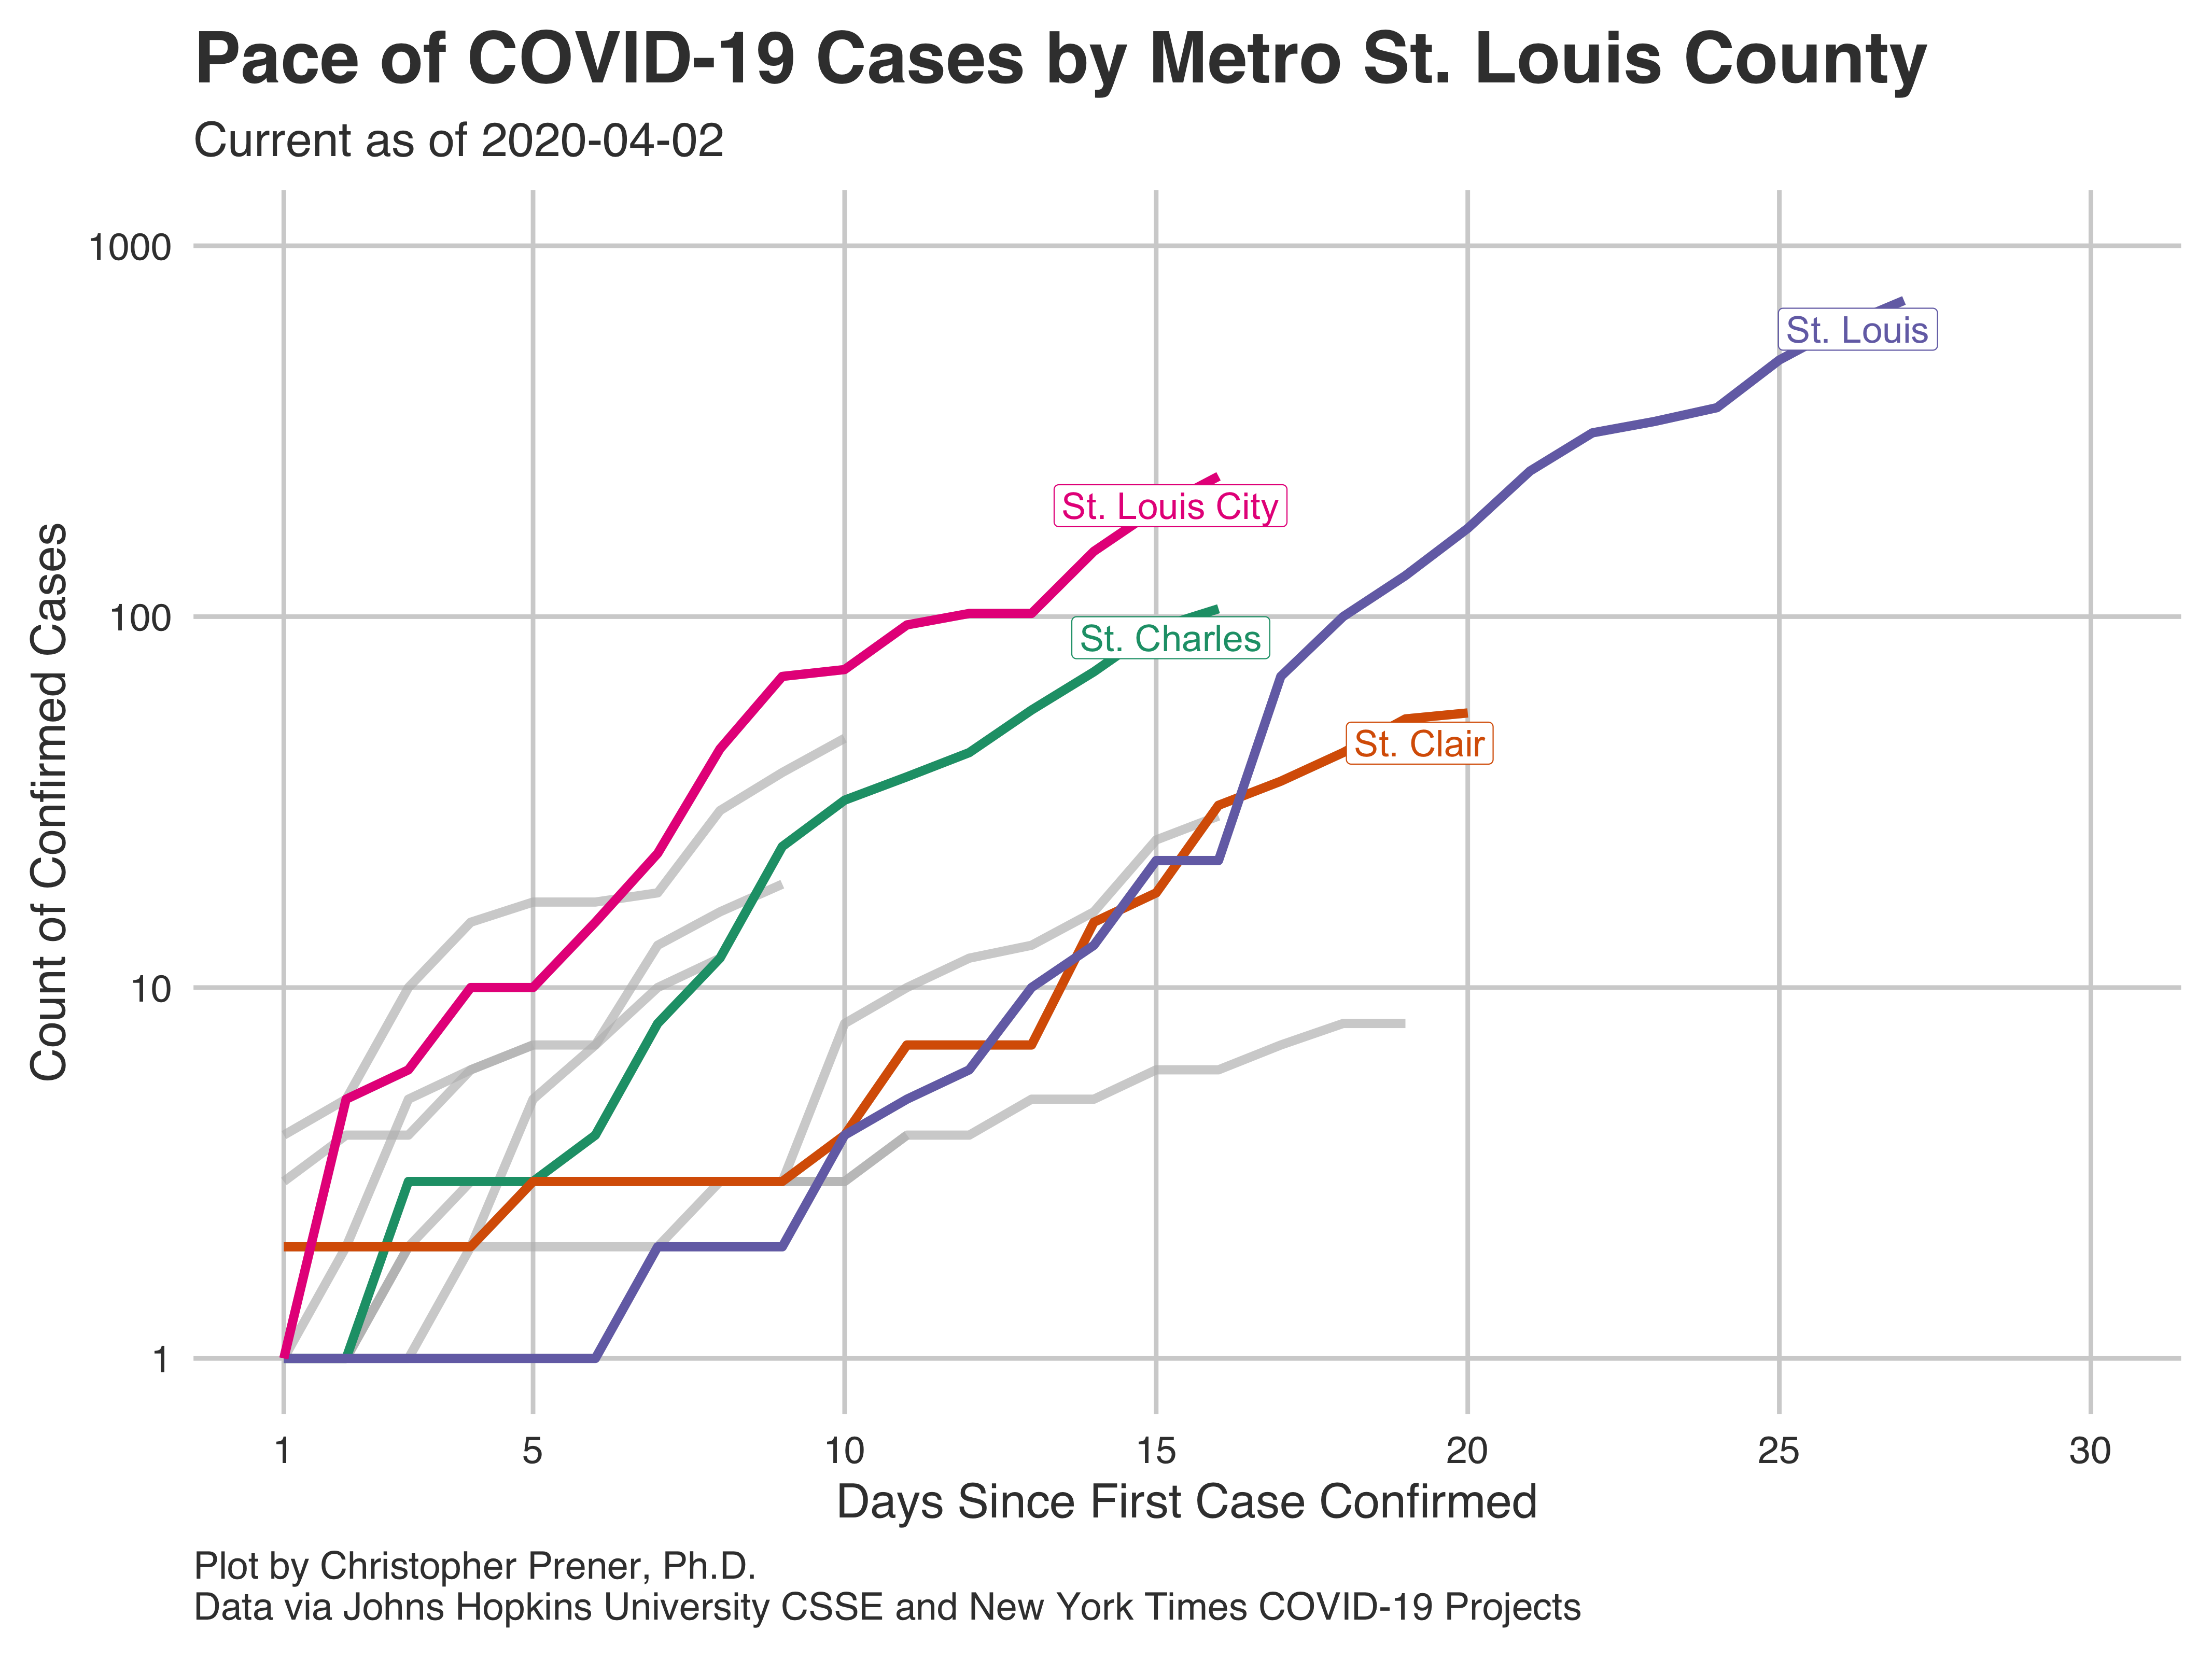 Pace of COVID-19 Cases by Metro St. Louis County
Current as of 2020-04-02
Count of Confirmed Cases
1000
100
10
1
St. Louis
St. Louis City
St. Charles
St. Clair
1 5 10 15 20 25 30
Days Since First Case Confirmed
Plot by Christopher Prener, Ph.D.
Data via Johns Hopkins University CSSE and New York Times COVID-19 Projects